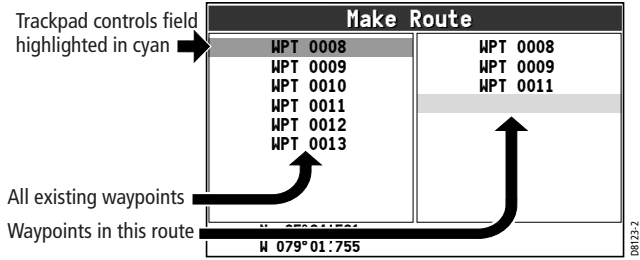 Make Route
Trackpad controls field
highlighted in cyan
WPT 0008
WPT 0009
WPT 0010
WPT 0011
WPT 0012
WPT 0013
WPT 0008
WPT 0009
WPT 0011
All existing waypoints
Waypoints in this route
W 079°01.755
D8123-2